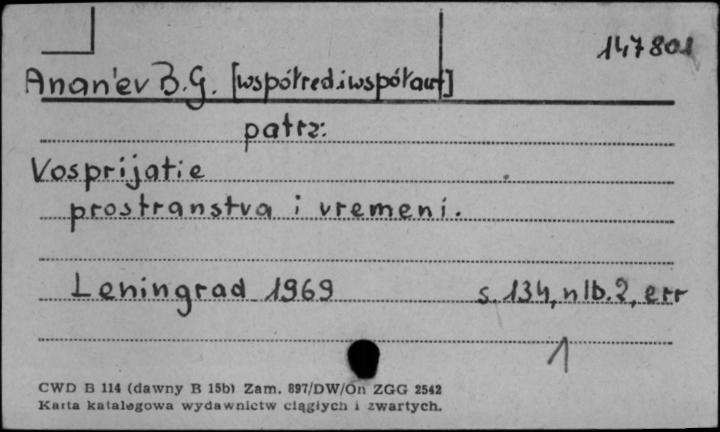 147801
Anan'ev B.G. [współred.i współaut]
patrz:
Vosprijatie
prostranstva i vremeni.
Leningrad 1969 s. 134, nlb. 2, err
1
CWD B 114 (dawny B 15b) Zam. 897/DW/On ZGG 2542
Karta katalogowa wydawnictw ciągłych i zwartych.